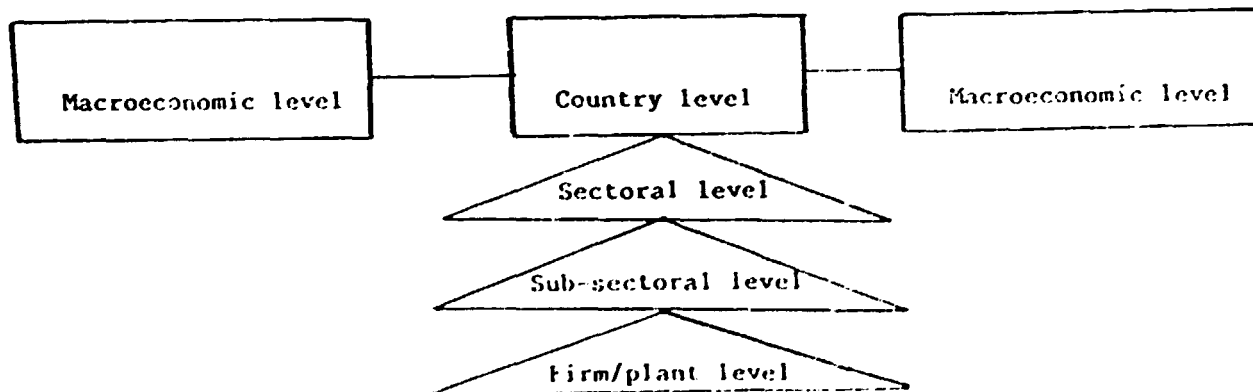 Macroeconomic level
Country level
Macroeconomic level
Sectoral level
Sub-sectoral level
Firm/plant level